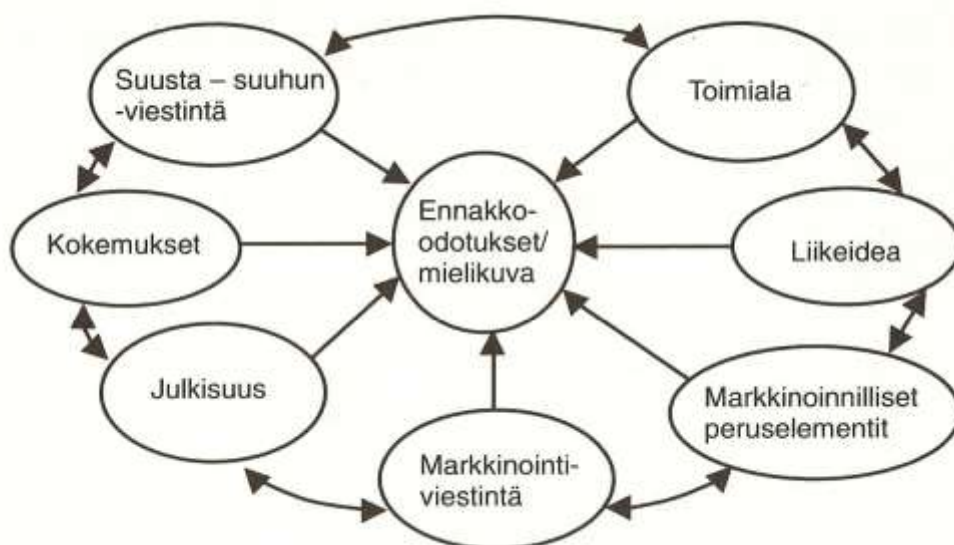 Suusta – suuhun
-viestintä
Toimiala
Ennakko-
odotukset/
mielikuva
Kokemukset
Liikeidea
Julkisuus
Markkinoinnilliset
peruselementit
Markkinointi-
viestintä